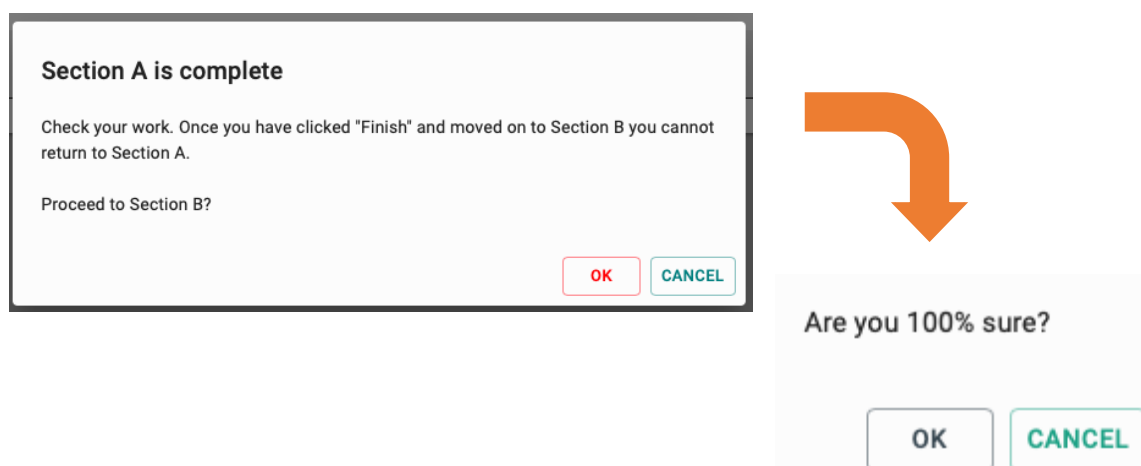 Section A is complete
Check your work. Once you have clicked "Finish" and moved on to Section B you cannot
return to Section A.
Proceed to Section B?
OK
CANCEL
Are you 100% sure?
OK
CANCEL